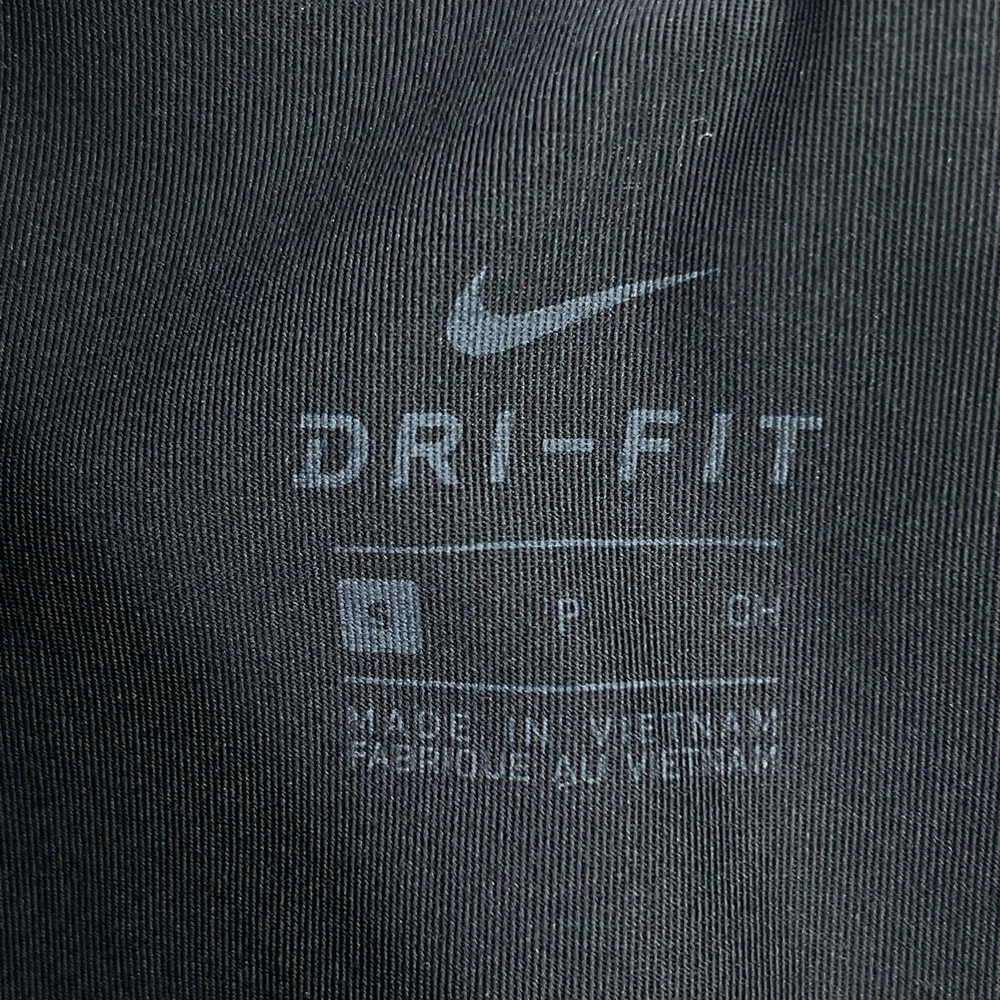 DRI-FIT
S P CH
MADE IN VIETNAM
FABRIQUE AU VIETNAM